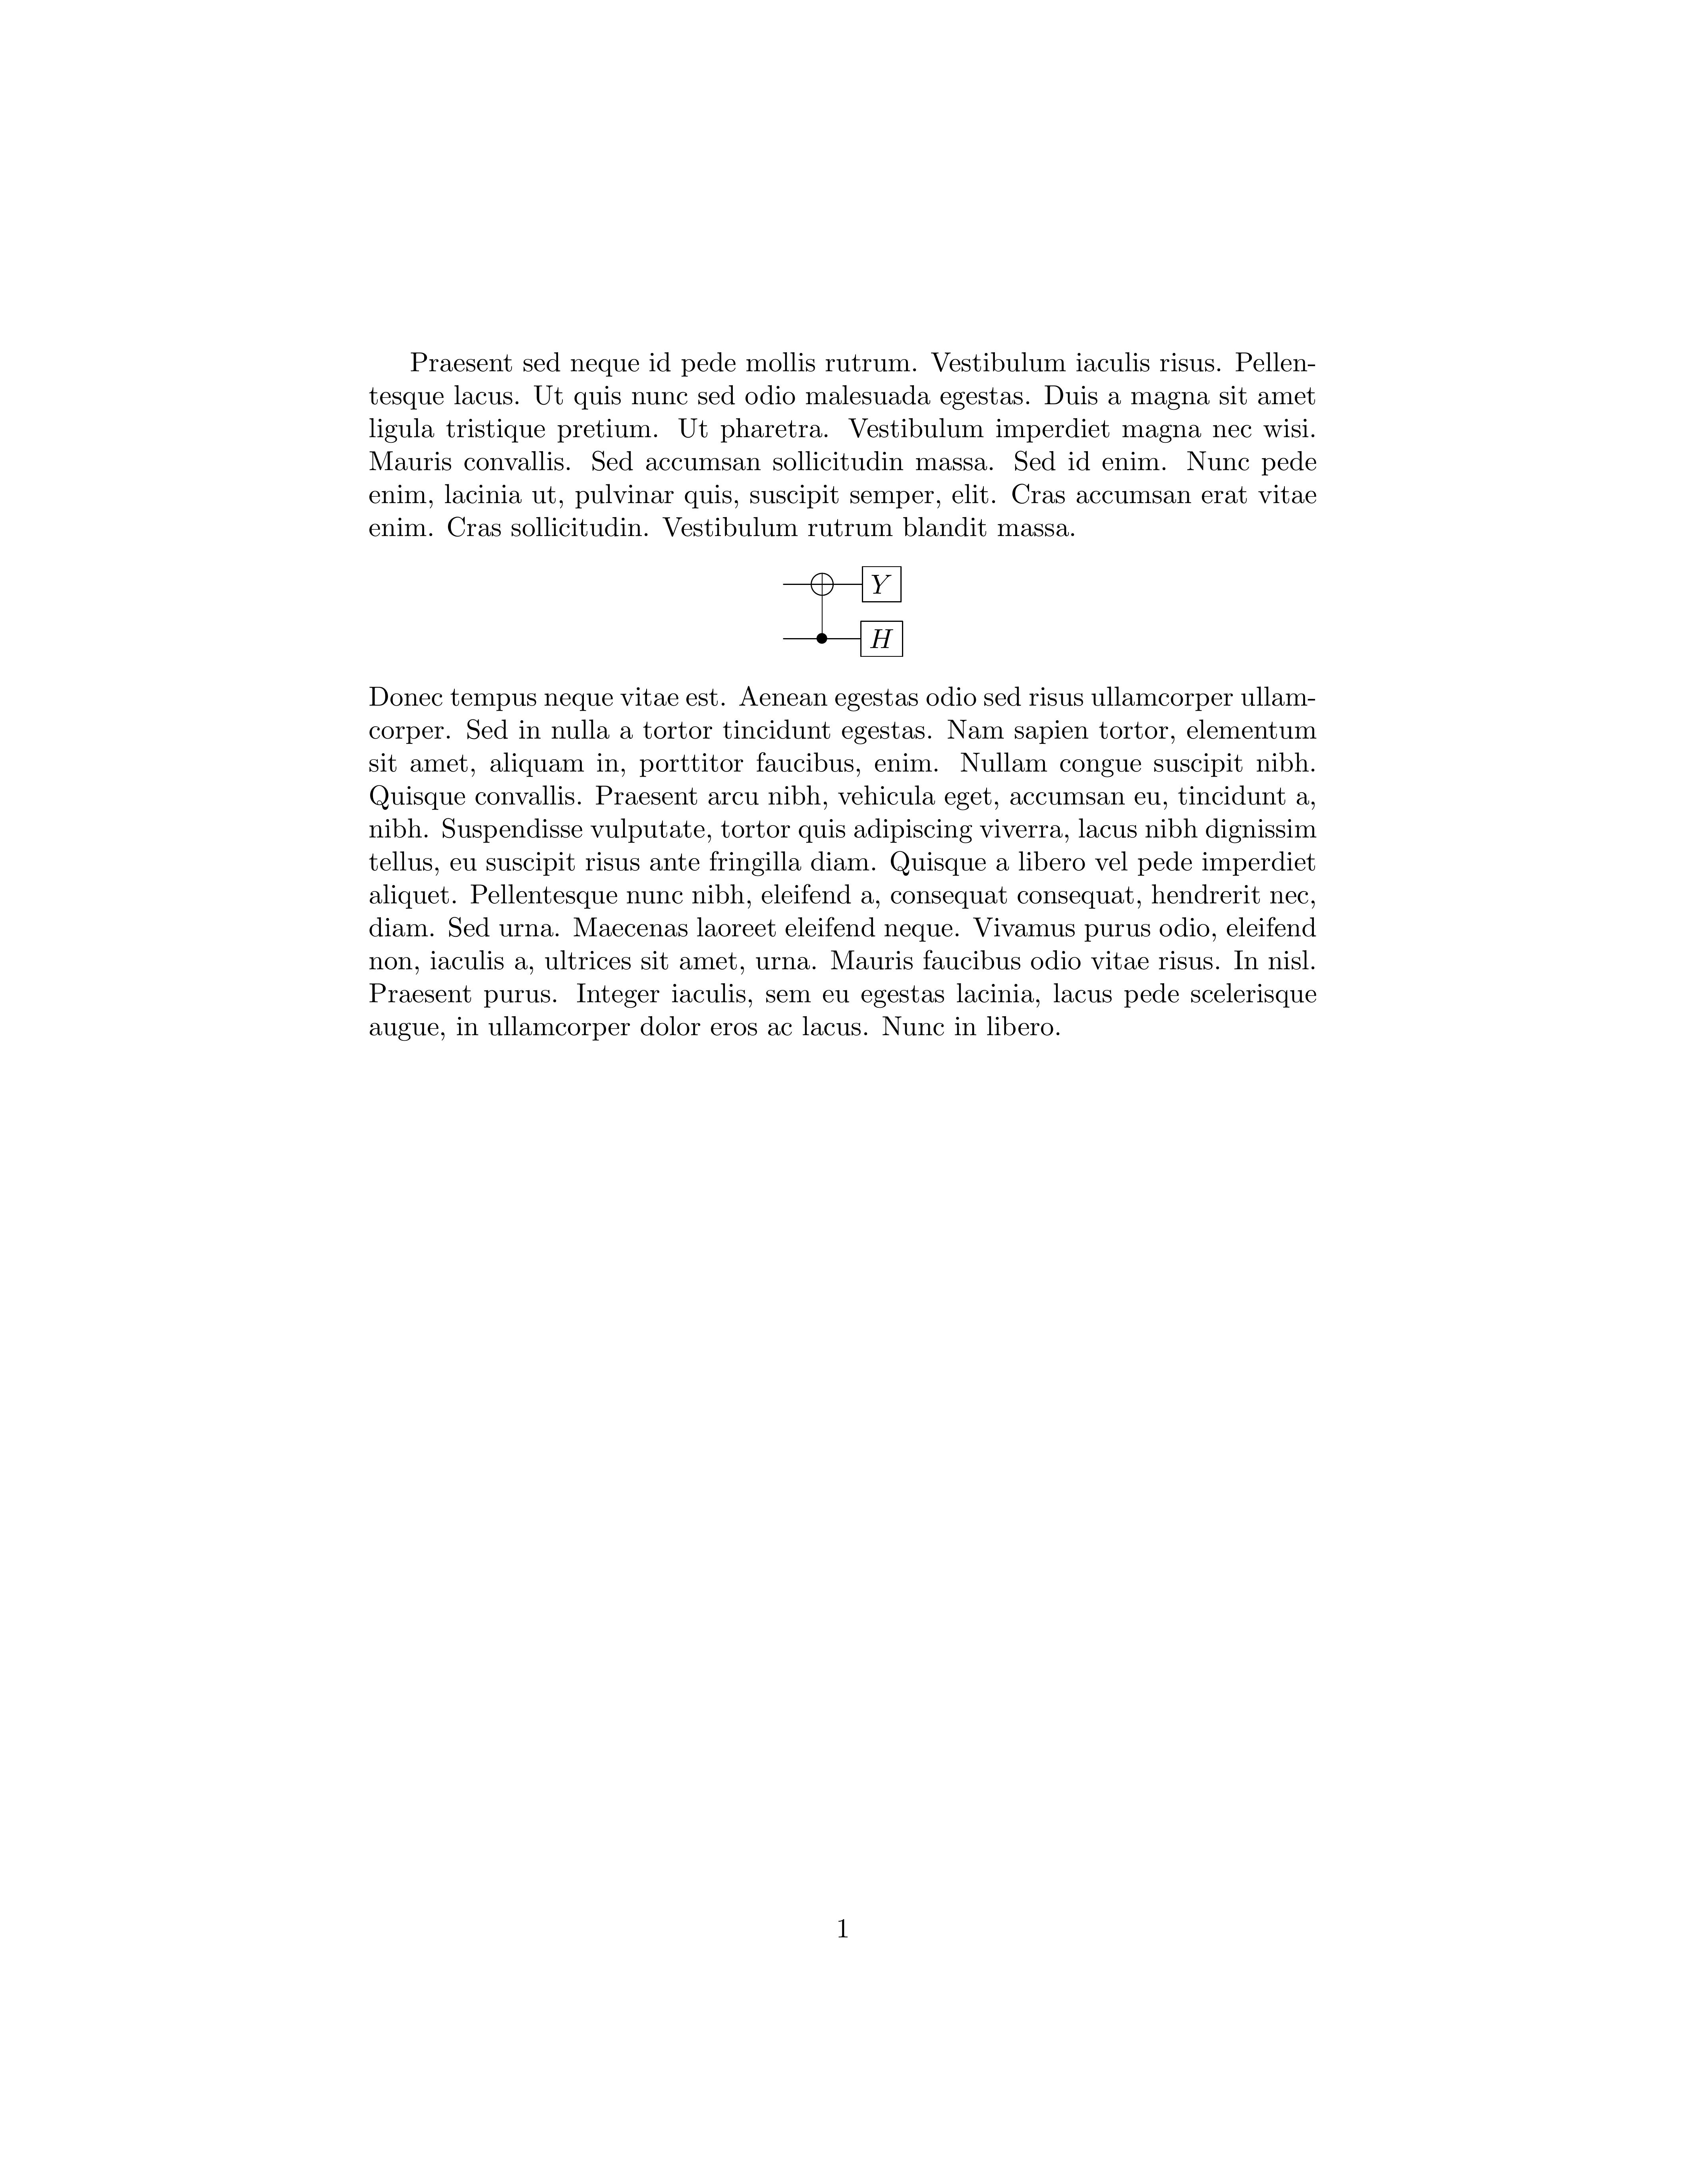 Praesent sed neque id pede mollis rutrum. Vestibulum iaculis risus. Pellen-
tesque lacus. Ut quis nunc sed odio malesuada egestas. Duis a magna sit amet
ligula tristique pretium. Ut pharetra. Vestibulum imperdiet magna nec wisi.
Mauris convallis. Sed accumsan sollicitudin massa. Sed id enim. Nunc pede
enim, lacinia ut, pulvinar quis, suscipit semper, elit. Cras accumsan erat vitae
enim. Cras sollicitudin. Vestibulum rutrum blandit massa.
Y
H
Donec tempus neque vitae est. Aenean egestas odio sed risus ullamcorper ullam-
corper. Sed in nulla a tortor tincidunt egestas. Nam sapien tortor, elementum
sit amet, aliquam in, porttitor faucibus, enim. Nullam congue suscipit nibh.
Quisque convallis. Praesent arcu nibh, vehicula eget, accumsan eu, tincidunt a,
nibh. Suspendisse vulputate, tortor quis adipiscing viverra, lacus nibh dignissim
tellus, eu suscipit risus ante fringilla diam. Quisque a libero vel pede imperdiet
aliquet. Pellentesque nunc nibh, eleifend a, consequat consequat, hendrerit nec,
diam. Sed urna. Maecenas laoreet eleifend neque. Vivamus purus odio, eleifend
non, iaculis a, ultrices sit amet, urna. Mauris faucibus odio vitae risus. In nisl.
Praesent purus. Integer iaculis, sem eu egestas lacinia, lacus pede scelerisque
augue, in ullamcorper dolor eros ac lacus. Nunc in libero.
1